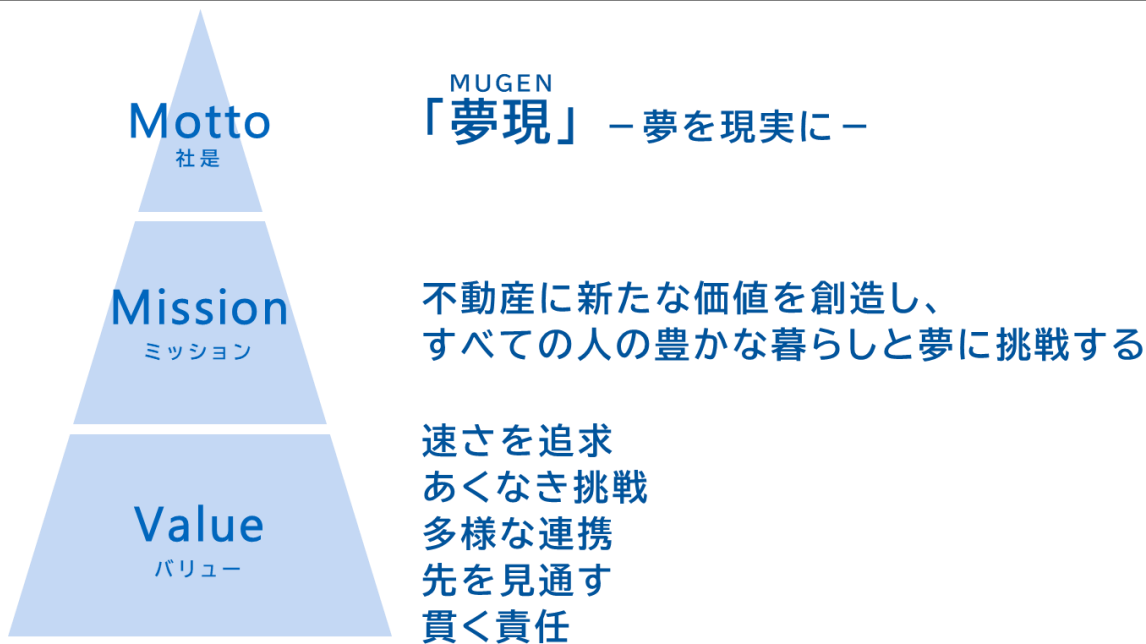 Motto
社是
MUGEN
「夢現」 −夢を現実に−
Mission
ミッション
不動産に新たな価値を創造し、
すべての人の豊かな暮らしと夢に挑戦する
Value
バリュー
速さを追求
あくなき挑戦
多様な連携
先を見通す
貫く責任